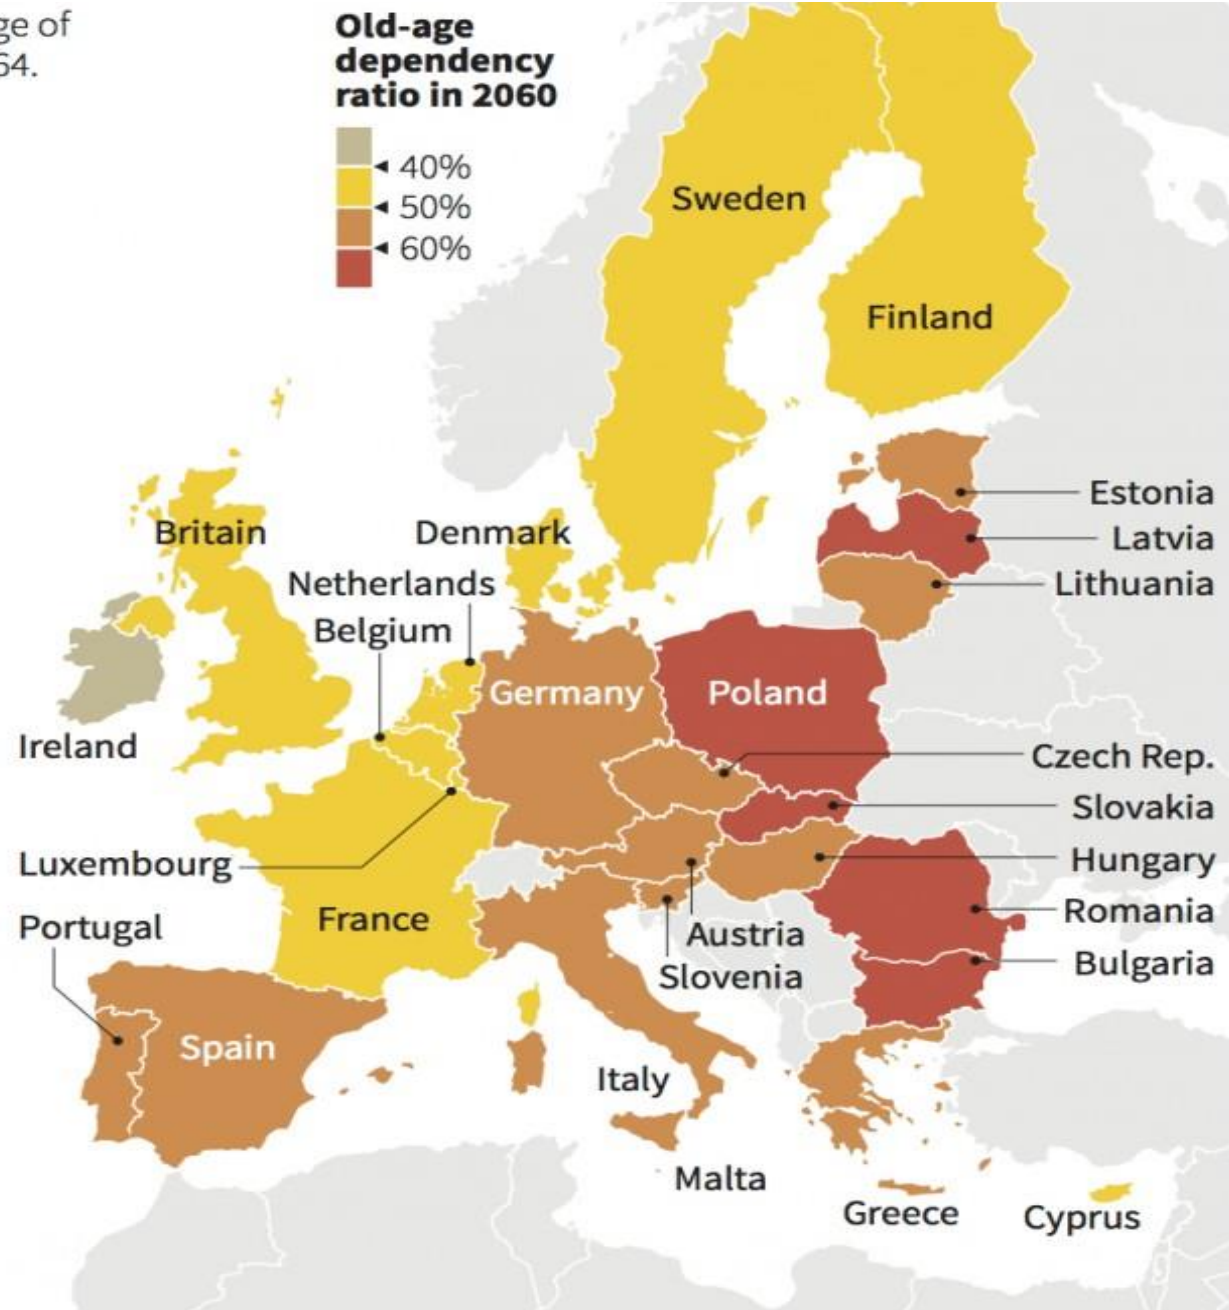 ge of
64.
Old-age
dependency
ratio in 2060
40%
50%
60%
Sweden
Finland
Estonia
Latvia
Lithuania
Britain
Denmark
Netherlands
Belgium
Germany
Poland
Ireland
Czech Rep.
Slovakia
Luxembourg
Hungary
France
Romania
Portugal
Austria
Bulgaria
Slovenia
Spain
Italy
Malta
Greece
Cyprus